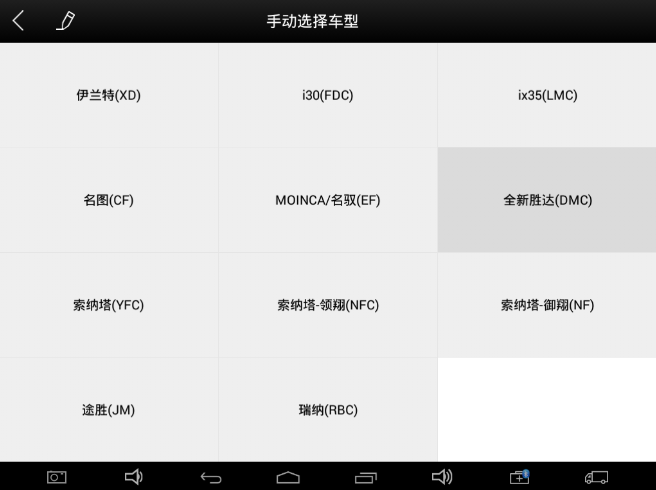 手动选择车型
伊兰特(XD)
i30(FDC)
ix35(LMC)
名图(CF)
MOINCA/名驭(EF)
全新胜达(DMC)
索纳塔(YFC)
索纳塔-领翔(NFC)
索纳塔-御翔(NF)
途胜(JM)
瑞纳(RBC)